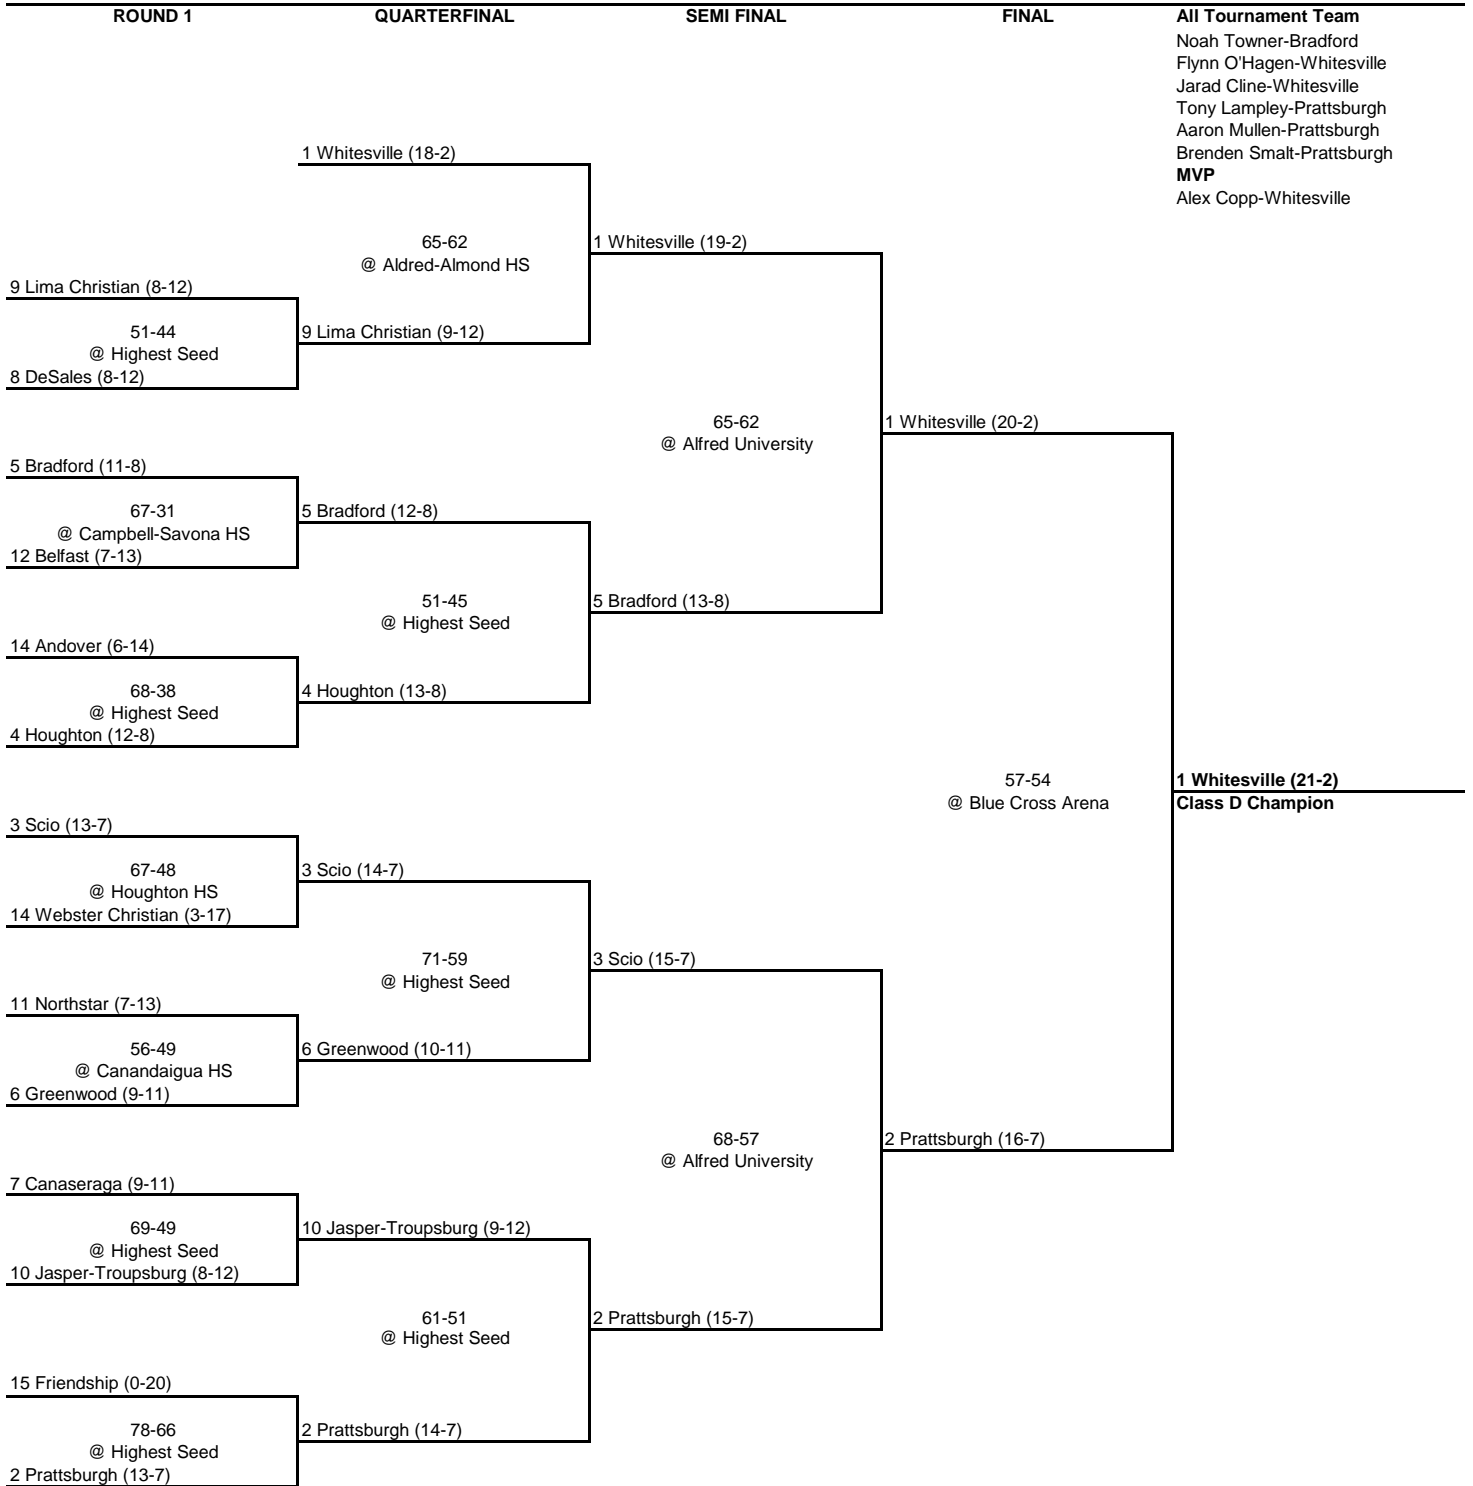 ROUND 1 QUARTERFINAL SEMI FINAL FINAL All Tournament Team
Noah Towner-Bradford
Flynn O'Hagen-Whitesville
Jarad Cline-Whitesville
Tony Lampley-Prattsburgh
Aaron Mullen-Prattsburgh
Brenden Smalt-Prattsburgh
MVP
Alex Copp-Whitesville
1 Whitesville (18-2)
65-62
@ Aldred-Almond HS
1 Whitesville (19-2)
9 Lima Christian (8-12)
51-44
@ Highest Seed
9 Lima Christian (9-12)
8 DeSales (8-12)
65-62
@ Alfred University
1 Whitesville (20-2)
5 Bradford (11-8)
67-31
@ Campbell-Savona HS
5 Bradford (12-8)
12 Belfast (7-13)
51-45
@ Highest Seed
5 Bradford (13-8)
14 Andover (6-14)
68-38
@ Highest Seed
4 Houghton (13-8)
4 Houghton (12-8)
57-54
@ Blue Cross Arena
1 Whitesville (21-2)
Class D Champion
3 Scio (13-7)
67-48
@ Houghton HS
3 Scio (14-7)
14 Webster Christian (3-17)
71-59
@ Highest Seed
3 Scio (15-7)
11 Northstar (7-13)
56-49
@ Canandaigua HS
6 Greenwood (10-11)
6 Greenwood (9-11)
68-57
@ Alfred University
2 Prattsburgh (16-7)
7 Canaseraga (9-11)
69-49
@ Highest Seed
10 Jasper-Troupsburg (9-12)
10 Jasper-Troupsburg (8-12)
61-51
@ Highest Seed
2 Prattsburgh (15-7)
15 Friendship (0-20)
78-66
@ Highest Seed
2 Prattsburgh (14-7)
2 Prattsburgh (13-7)